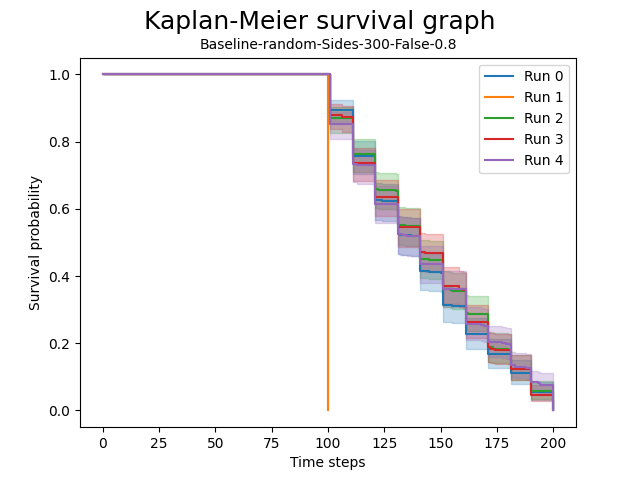 Kaplan-Meier survival graph
Baseline-random-Sides-300-False-0.8
Survival probability
1.0
0.8
0.6
0.4
0.2
0.0
Run 0
Run 1
Run 2
Run 3
Run 4
0 25 50 75 100 125 150 175 200
Time steps